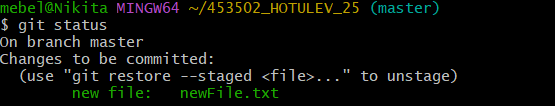 mebel@Nikita MINGW64 ~/453502_HOTULEV_25 (master)
$ git status
On branch master
Changes to be committed:
  (use "git restore --staged <file>..." to unstage)
        new file:   newFile.txt